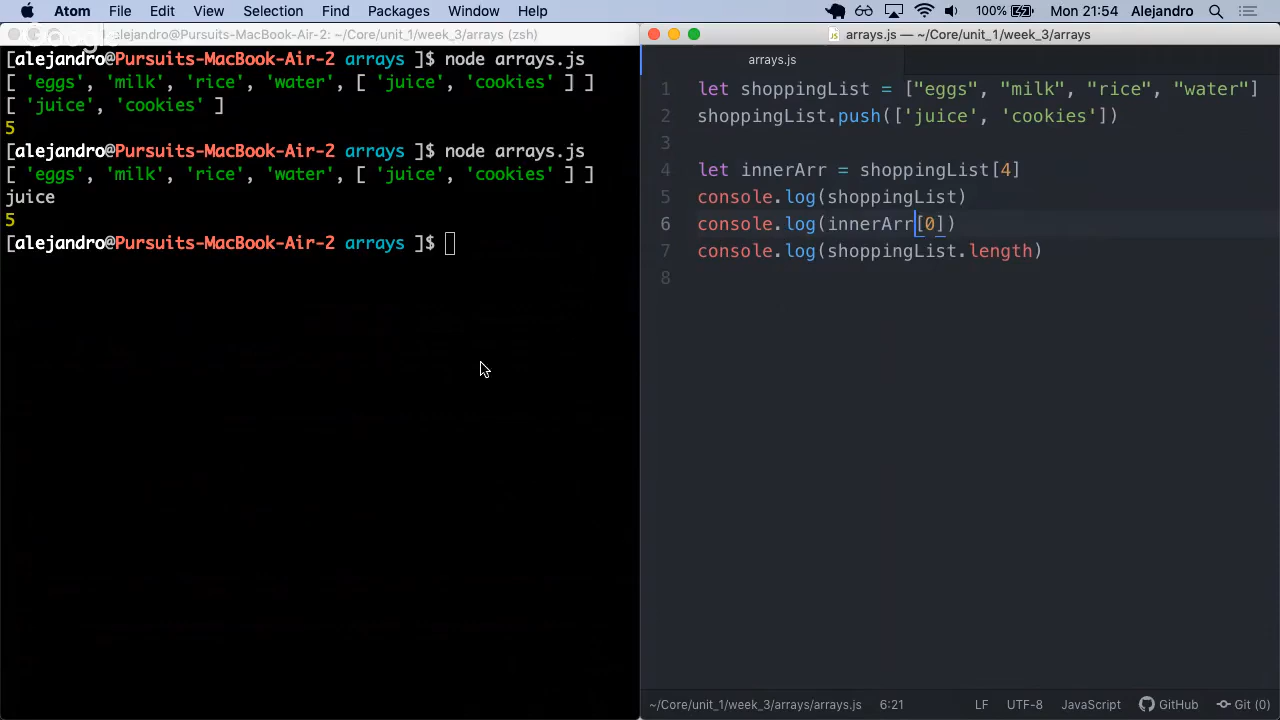 Atom File Edit View Selection Find Packages Window Help 100% Mon 21:54 Alejandro
alejandro@Pursuits-MacBook-Air-2: ~/Core/unit_1/week_3/arrays (zsh)
[alejandro@Pursuits-MacBook-Air-2 arrays ]$ node arrays.js
[ 'eggs', 'milk', 'rice', 'water', [ 'juice', 'cookies' ] ]
[ 'juice', 'cookies' ]
5
[alejandro@Pursuits-MacBook-Air-2 arrays ]$ node arrays.js
[ 'eggs', 'milk', 'rice', 'water', [ 'juice', 'cookies' ] ]
juice
5
[alejandro@Pursuits-MacBook-Air-2 arrays ]$
arrays.js — ~/Core/unit_1/week_3/arrays
arrays.js
1 let shoppingList = ["eggs", "milk", "rice", "water"]
2 shoppingList.push(['juice', 'cookies'])
3
4 let innerArr = shoppingList[4]
5 console.log(shoppingList)
6 console.log(innerArr[0])
7 console.log(shoppingList.length)
8
~/Core/unit_1/week_3/arrays/arrays.js 6:21 LF UTF-8 JavaScript GitHub Git (0)